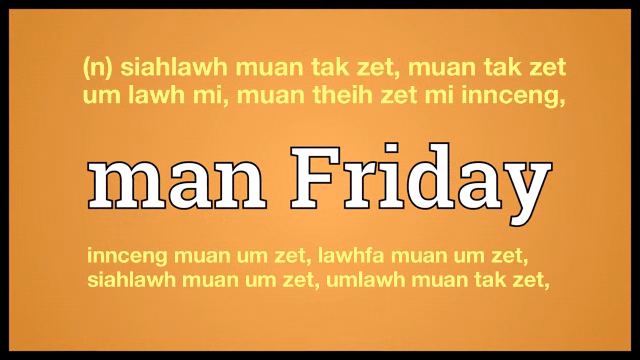 (n) siahlawh muan tak zet, muan tak zet
um lawh mi, muan theih zet mi innceng,
man Friday
innceng muan um zet, lawhfa muan um zet,
siahlawh muan um zet, umlawh muan tak zet,